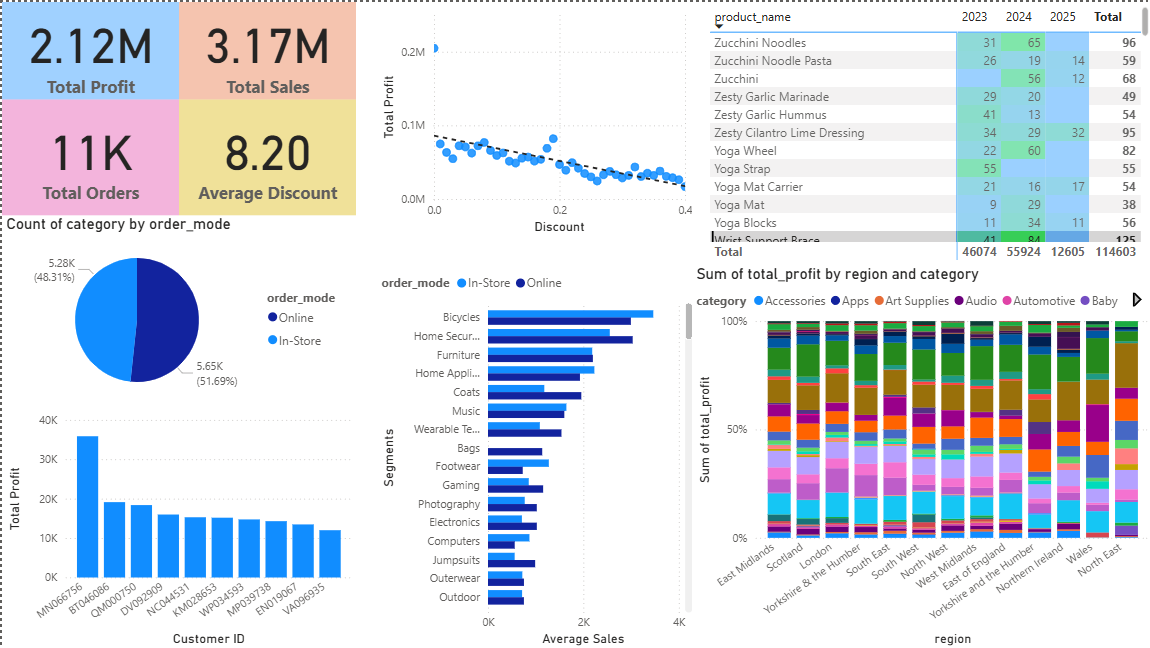 2.12M
Total Profit
3.17M
Total Sales
11K
Total Orders
8.20
Average Discount
Total Profit
0.2M
0.1M
0.0M
0.0 0.2 0.4
Discount
product_name 2023 2024 2025 Total
Zucchini Noodles 31 65 96
Zucchini Noodle Pasta 26 19 14 59
Zucchini 56 12 68
Zesty Garlic Marinade 29 20 49
Zesty Garlic Hummus 41 13 54
Zesty Cilantro Lime Dressing 34 29 32 95
Yoga Wheel 22 60 82
Yoga Strap 55 55
Yoga Mat Carrier 21 16 17 54
Yoga Mat 9 29 38
Yoga Blocks 11 34 11 56
Wrist Support Brace 41 84 125
Total 46074 55924 12605 114603
Count of category by order_mode
5.28K
(48.31%)
5.65K
(51.69%)
order_mode
Online
In-Store
Total Profit
40K
30K
20K
10K
0K
MN066756
BT046086
QM000750
DV092909
NC044531
KM028653
WP034593
MP039738
EN019067
VA096935
Customer ID
order_mode In-Store Online
Segments
Bicycles
Home Secur...
Furniture
Home Appli...
Coats
Music
Wearable Te...
Bags
Footwear
Gaming
Photography
Electronics
Computers
Jumpsuits
Outerwear
Outdoor
0K 2K 4K
Average Sales
Sum of total_profit by region and category
category Accessories Apps Art Supplies Audio Automotive Baby
Sum of total_profit
100%
50%
0%
East Midlands
Scotland
London
Yorkshire & the Humber
South East
South West
North West
West Midlands
East of England
Yorkshire and the Humber
Northern Ireland
Wales
North East
region